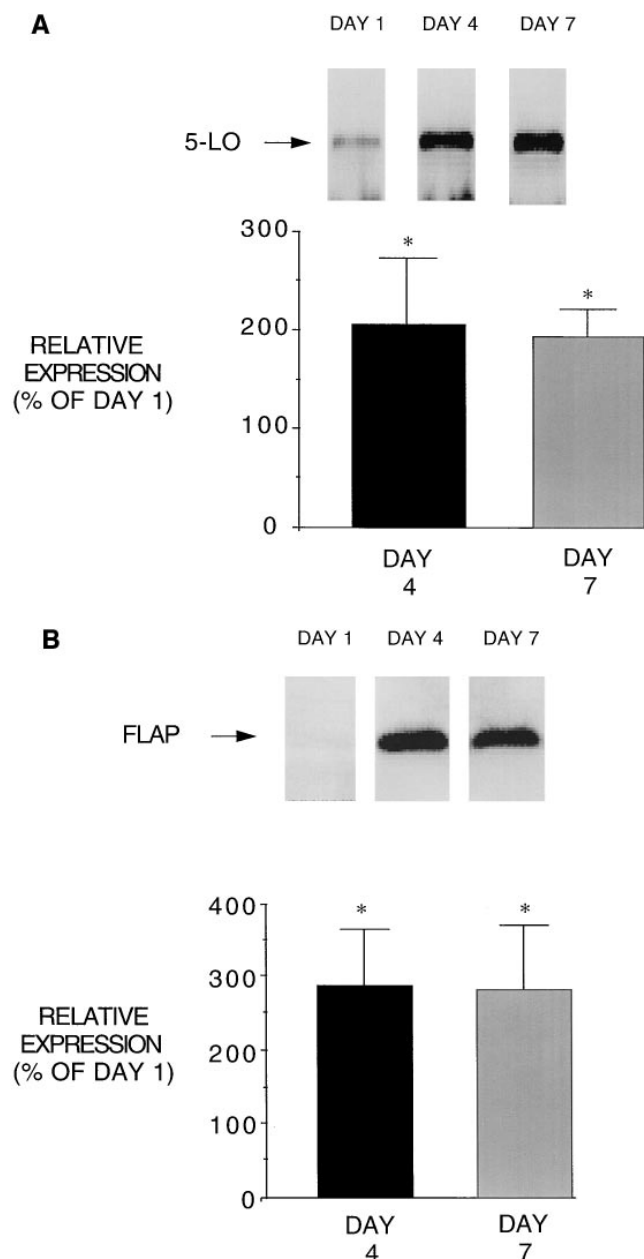 A
DAY 1 DAY 4 DAY 7
5-LO
300
*
*
200
RELATIVE
EXPRESSION
(% OF DAY 1)
100
0
DAY
4
DAY
7
B
DAY 1 DAY 4 DAY 7
FLAP
400
*
*
300
RELATIVE
EXPRESSION
(% OF DAY 1)
200
100
0
DAY
4
DAY
7